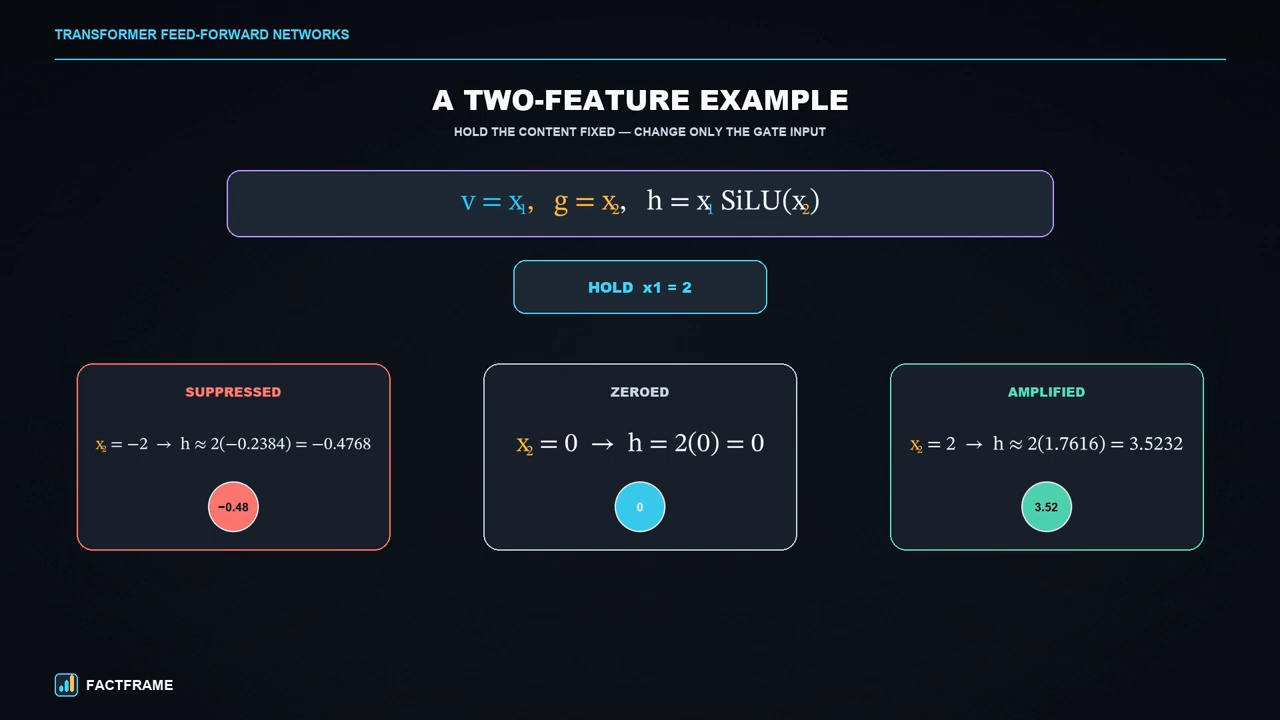 TRANSFORMER FEED-FORWARD NETWORKS
A TWO-FEATURE EXAMPLE
HOLD THE CONTENT FIXED — CHANGE ONLY THE GATE INPUT
v = x₁, g = x₂, h = x₁ SiLU(x₂)
HOLD x1 = 2
SUPPRESSED
x₂ = −2 → h ≈ 2(−0.2384) = −0.4768
−0.48
ZEROED
x₂ = 0 → h = 2(0) = 0
0
AMPLIFIED
x₂ = 2 → h ≈ 2(1.7616) = 3.5232
3.52
FACTFRAME